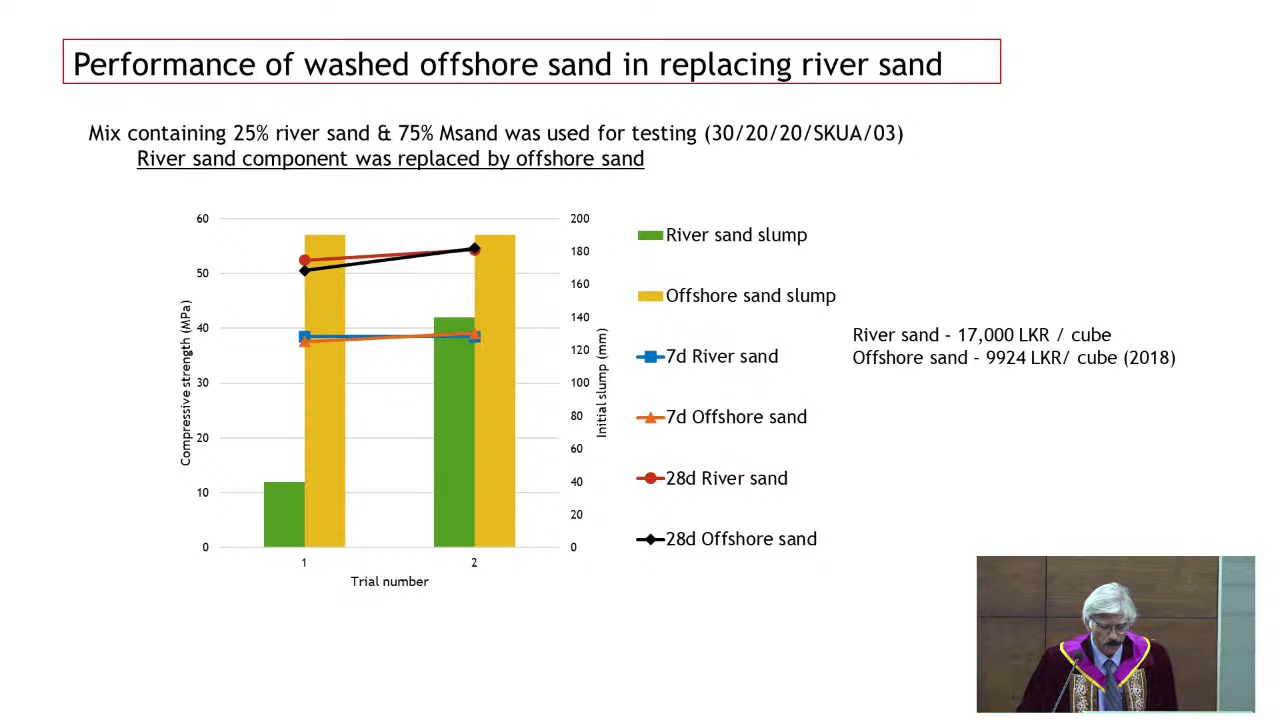 Performance of washed offshore sand in replacing river sand
Mix containing 25% river sand & 75% Msand was used for testing (30/20/20/SKUA/03)
River sand component was replaced by offshore sand
Compressive strength (MPa)
60
50
40
30
20
10
0
1
2
Trial number
200
180
160
140
120
100
80
60
40
20
0
Initial slump (mm)
River sand slump
Offshore sand slump
7d River sand
7d Offshore sand
28d River sand
28d Offshore sand
River sand - 17,000 LKR / cube
Offshore sand - 9924 LKR/ cube (2018)